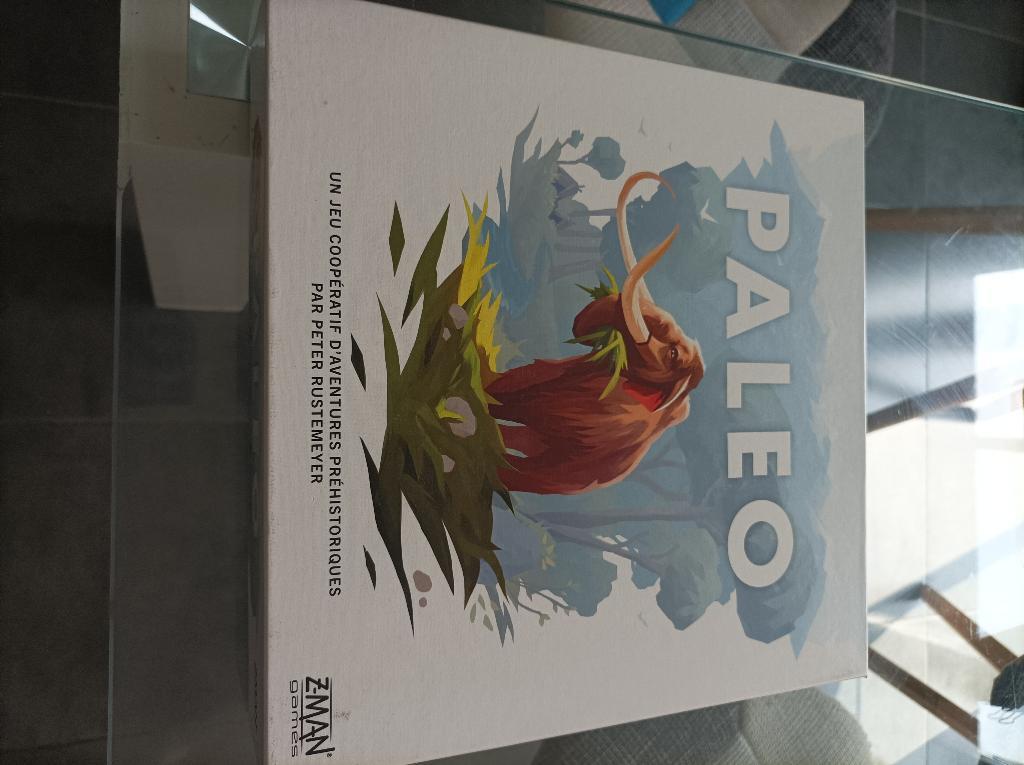 PALEO
UN JEU COOPÉRATIF D'AVENTURES PRÉHISTORIQUES
PAR PETER RUSTEMEYER
Z-MAN®
games